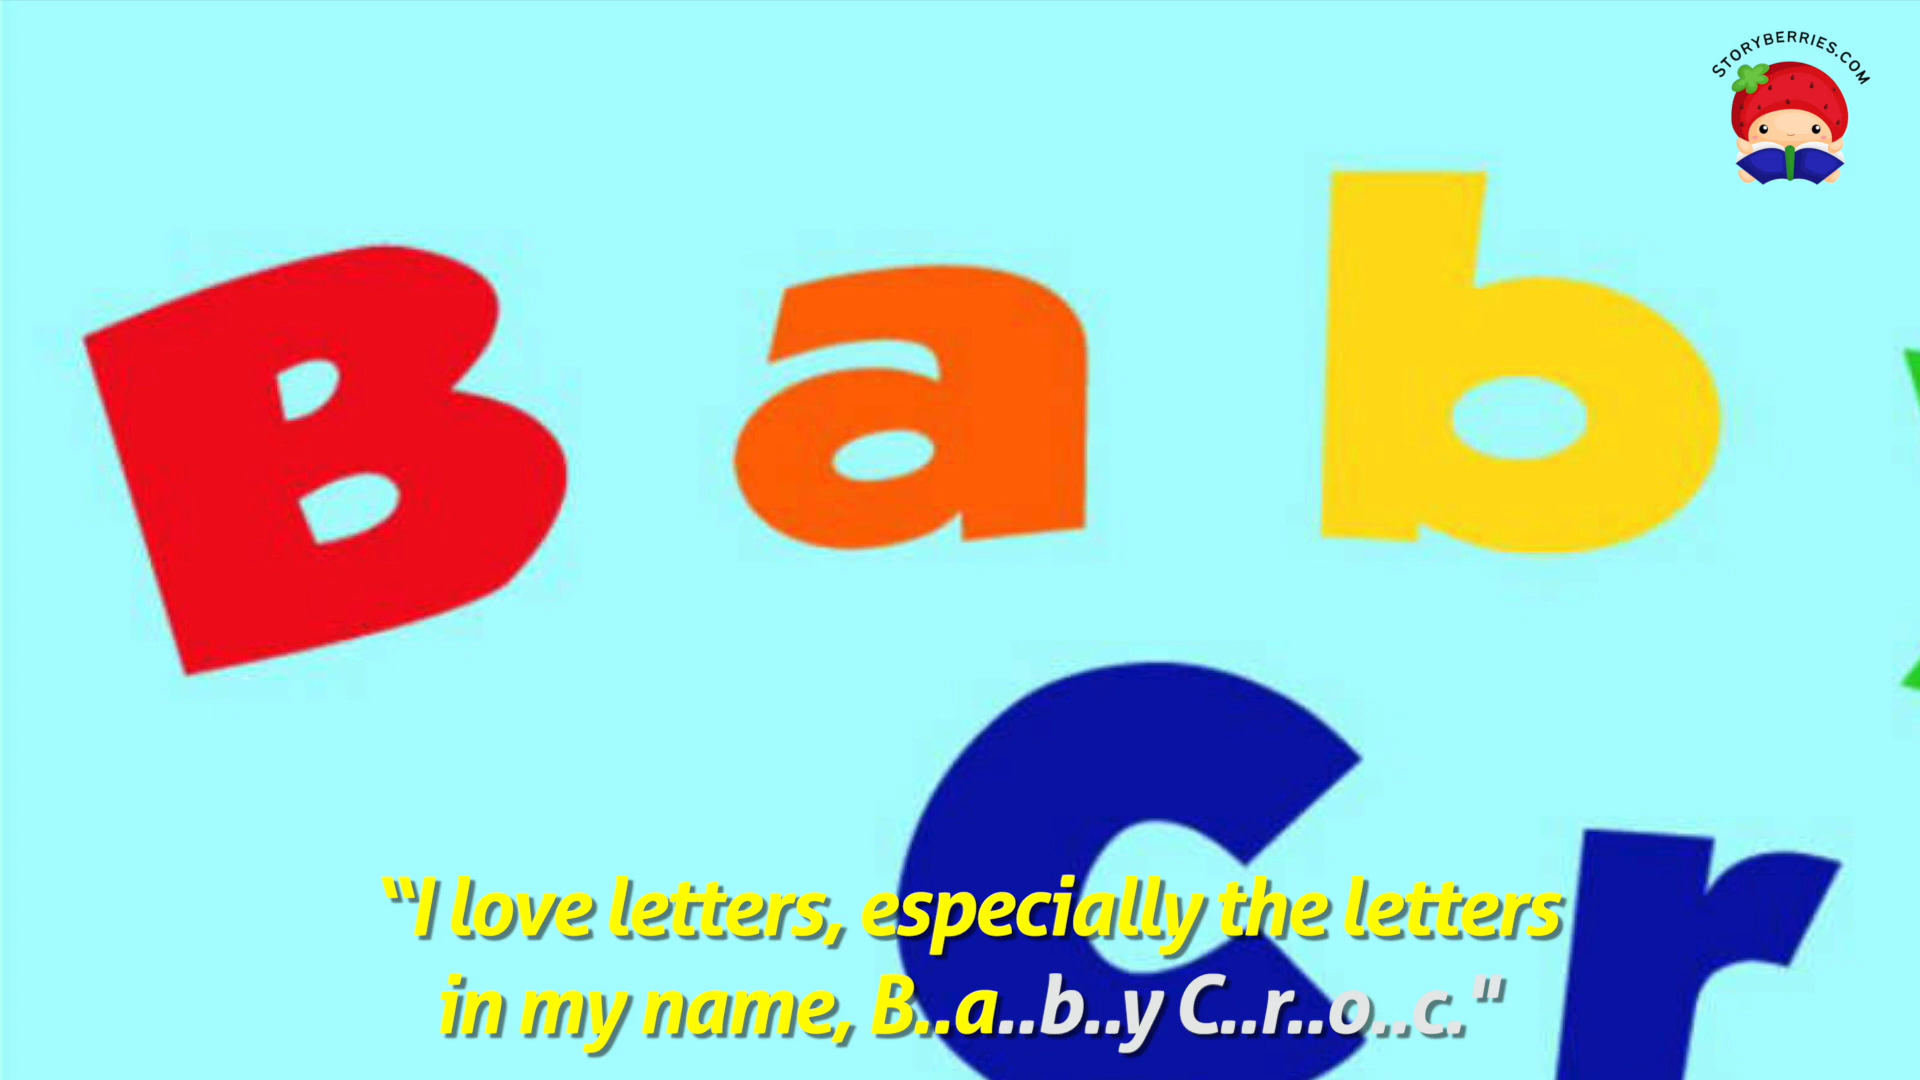 STORYBERRIES.COM
B a b
C r
“I love letters, especially the letters
in my name, B..a..b..y C..r..o..c."